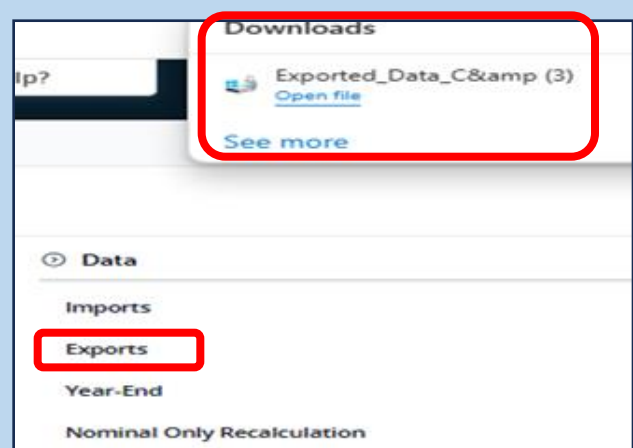 Downloads
lp?
Exported_Data_C&amp (3)
Open file
See more
Data
Imports
Exports
Year-End
Nominal Only Recalculation